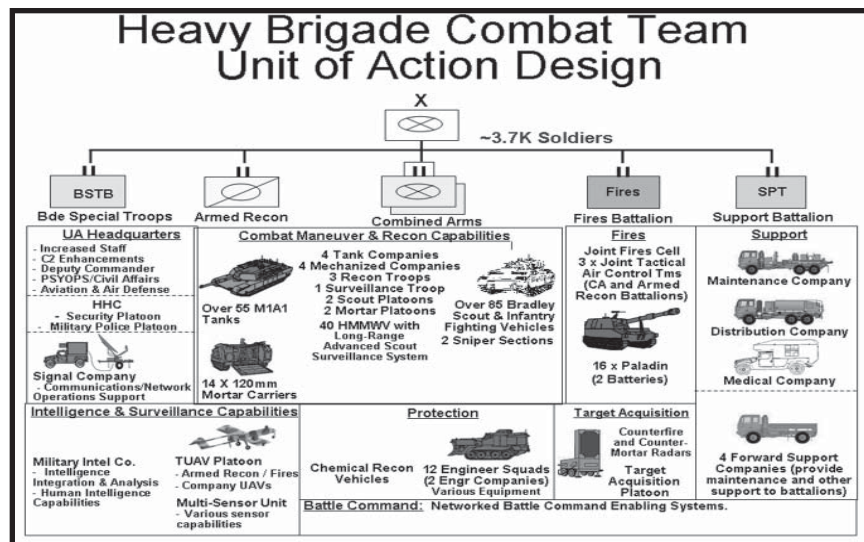 Heavy Brigade Combat Team
Unit of Action Design
X
~3.7K Soldiers
II
II
II
II
II
BSTB
Fires
SPT
Bde Special Troops
Armed Recon
Combined Arms
Fires Battalion
Support Battalion
UA Headquarters
- Increased Staff
- C2 Enhancements
- Deputy Commander
- PSYOPS/Civil Affairs
- Aviation & Air Defense
HHC
- Security Platoon
- Military Police Platoon
Signal Company
- Communications/Network
Operations Support
Combat Maneuver & Recon Capabilities
4 Tank Companies
4 Mechanized Companies
3 Recon Troops
1 Surveillance Troop
2 Scout Platoons
2 Mortar Platoons
40 HMMWV with
Long-Range
Advanced Scout
Surveillance System
Over 55 M1A1
Tanks
14 X 120mm
Mortar Carriers
Over 85 Bradley
Scout & Infantry
Fighting Vehicles
2 Sniper Sections
Fires
Joint Fires Cell
3 x Joint Tactical
Air Control Tms
(CA and Armed
Recon Battalions)
16 x Paladin
(2 Batteries)
Support
Maintenance Company
Distribution Company
Medical Company
4 Forward Support
Companies (provide
maintenance and other
support to battalions)
Intelligence & Surveillance Capabilities
Military Intel Co.
- Intelligence
Integration & Analysis
- Human Intelligence
Capabilities
TUAV Platoon
- Armed Recon / Fires
- Company UAVs
Multi-Sensor Unit
- Various sensor
capabilities
Protection
Chemical Recon
Vehicles
12 Engineer Squads
(2 Engr Companies)
Various Equipment
Target Acquisition
Counterfire and
Counter-
Mortar Radars
Target
Acquisition
Platoon
Battle Command: Networked Battle Command Enabling Systems.